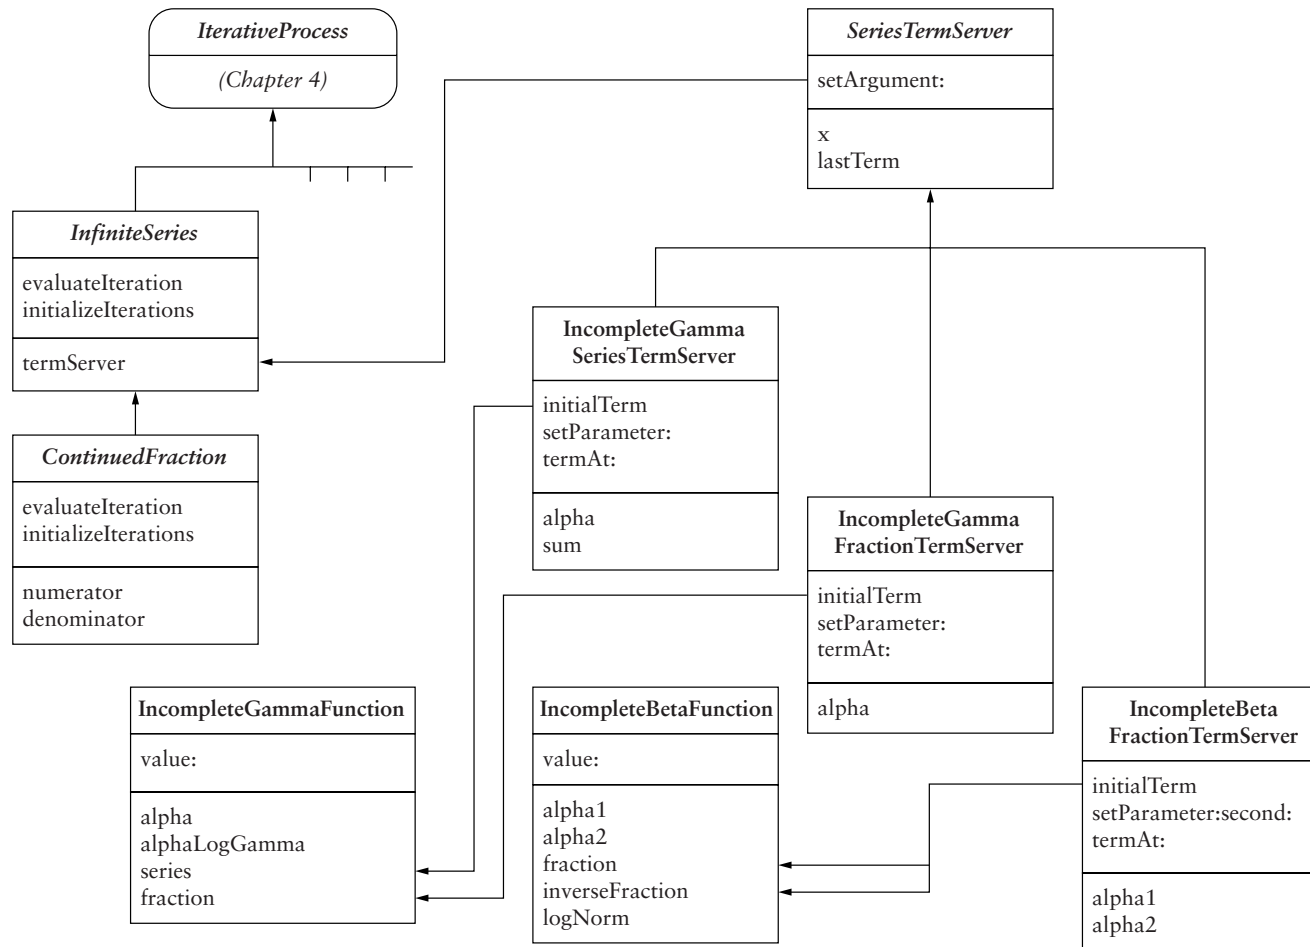 IterativeProcess
(Chapter 4)
SeriesTermServer
setArgument:
x
lastTerm
InfiniteSeries
evaluateIteration
initializeIterations
termServer
ContinuedFraction
evaluateIteration
initializeIterations
numerator
denominator
IncompleteGamma
SeriesTermServer
initialTerm
setParameter:
termAt:
alpha
sum
IncompleteGamma
FractionTermServer
initialTerm
setParameter:
termAt:
alpha
IncompleteGammaFunction
value:
alpha
alphaLogGamma
series
fraction
IncompleteBetaFunction
value:
alpha1
alpha2
fraction
inverseFraction
logNorm
IncompleteBeta
FractionTermServer
initialTerm
setParameter:second:
termAt:
alpha1
alpha2